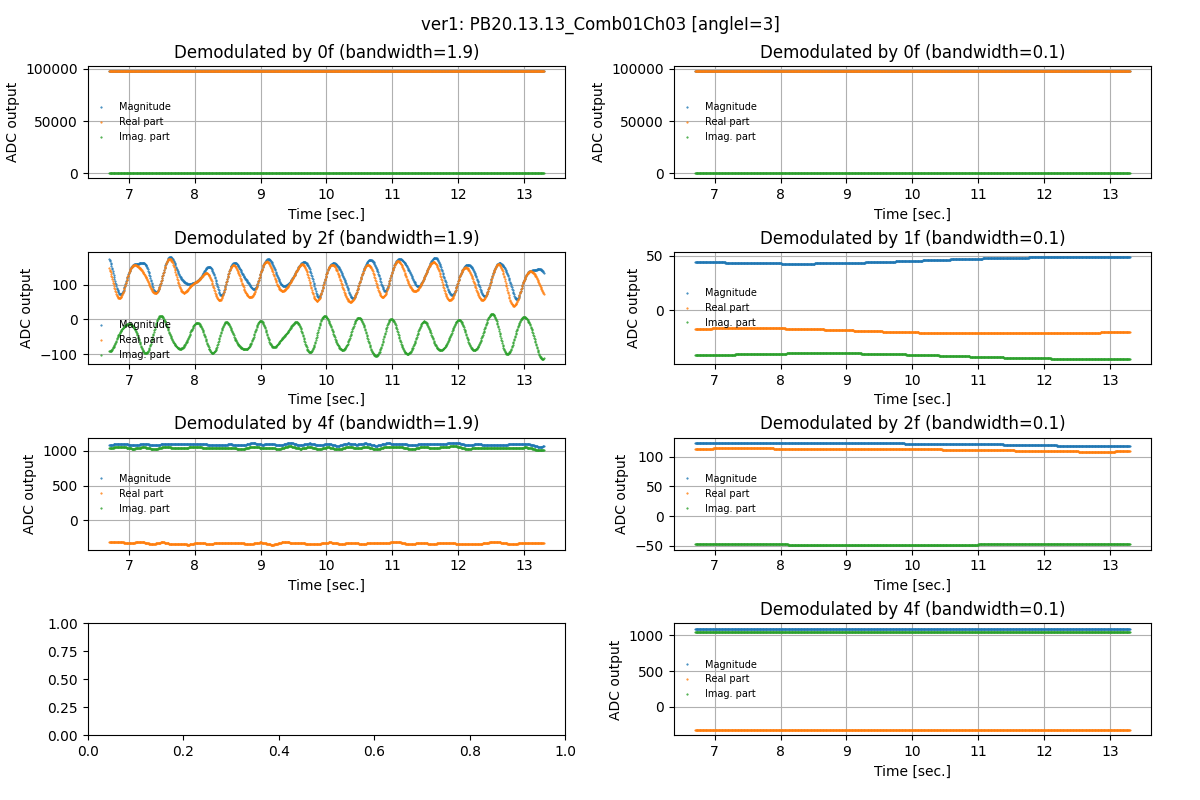 ver1: PB20.13.13_Comb01Ch03 [angleI=3]
Demodulated by 0f (bandwidth=1.9)
100000
50000
0
ADC output
Magnitude
Real part
Imag. part
7 8 9 10 11 12 13
Time [sec.]
Demodulated by 0f (bandwidth=0.1)
100000
50000
0
ADC output
Magnitude
Real part
Imag. part
7 8 9 10 11 12 13
Time [sec.]
Demodulated by 2f (bandwidth=1.9)
100
0
−100
ADC output
Magnitude
Real part
Imag. part
7 8 9 10 11 12 13
Time [sec.]
Demodulated by 1f (bandwidth=0.1)
50
0
ADC output
Magnitude
Real part
Imag. part
7 8 9 10 11 12 13
Time [sec.]
Demodulated by 4f (bandwidth=1.9)
1000
500
0
ADC output
Magnitude
Real part
Imag. part
7 8 9 10 11 12 13
Time [sec.]
Demodulated by 2f (bandwidth=0.1)
100
50
0
−50
ADC output
Magnitude
Real part
Imag. part
7 8 9 10 11 12 13
Time [sec.]
1.00
0.75
0.50
0.25
0.00
0.0 0.2 0.4 0.6 0.8 1.0
Demodulated by 4f (bandwidth=0.1)
1000
500
0
ADC output
Magnitude
Real part
Imag. part
7 8 9 10 11 12 13
Time [sec.]